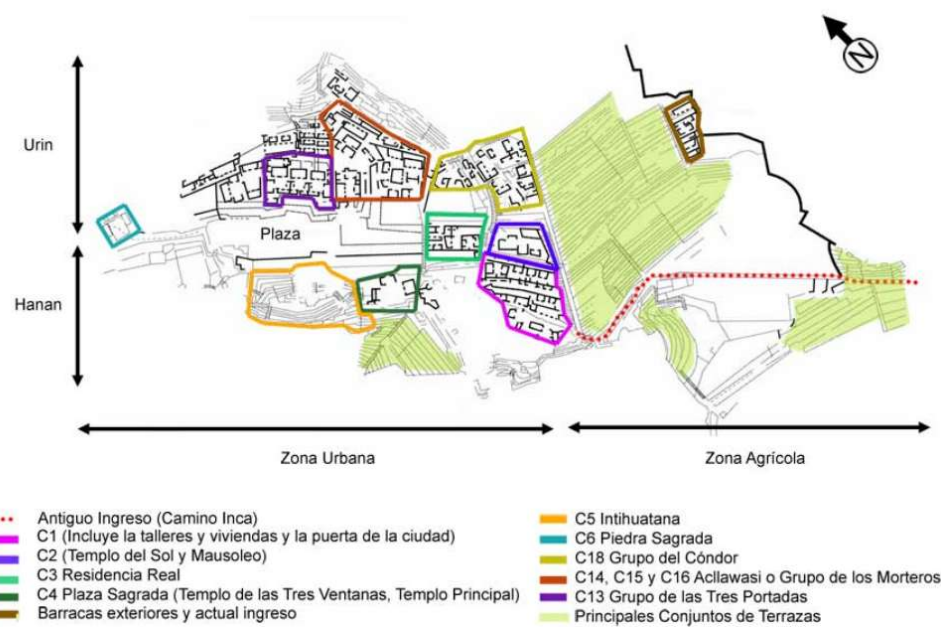 N
Urin
Plaza
Hanan
Zona Urbana
Zona Agrícola
Antiguo Ingreso (Camino Inca)
C1 (Incluye la talleres y viviendas y la puerta de la ciudad)
C2 (Templo del Sol y Mausoleo)
C3 Residencia Real
C4 Plaza Sagrada (Templo de las Tres Ventanas, Templo Principal)
Barracas exteriores y actual ingreso
C5 Intihuatana
C6 Piedra Sagrada
C18 Grupo del Cóndor
C14, C15 y C16 Acllawasi o Grupo de los Morteros
C13 Grupo de las Tres Portadas
Principales Conjuntos de Terrazas